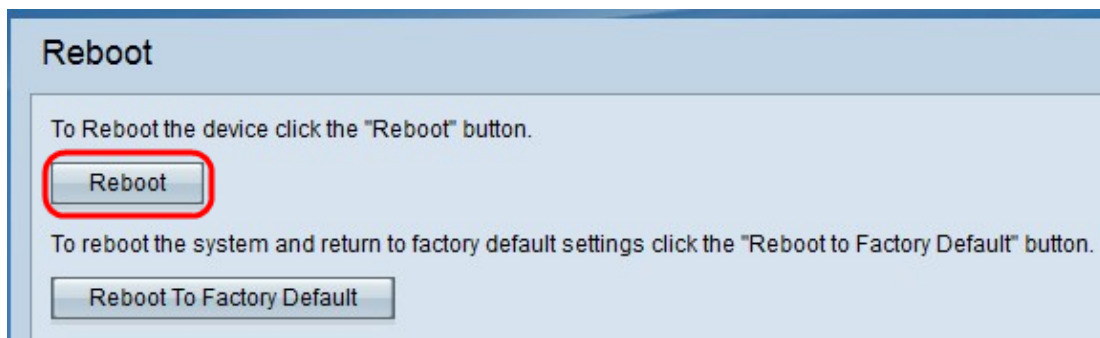 Reboot
To Reboot the device click the "Reboot" button.
Reboot
To reboot the system and return to factory default settings click the "Reboot to Factory Default" button.
Reboot To Factory Default